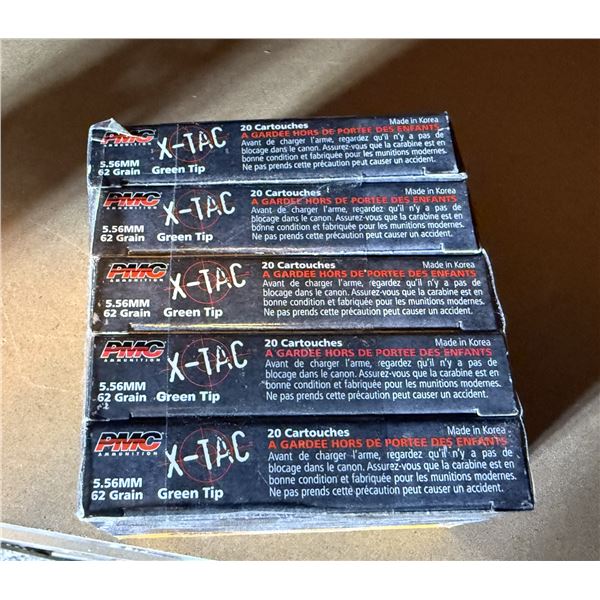 PMC
AMMUNITION
X-TAC
5.56MM
62 Grain
Green Tip
20 Cartouches
Made in Korea
A GARDEE HORS DE PORTEE DES ENFANTS
Avant de charger l'arme, regardez qu'il n'y a pas de
blocage dans le canon. Assurez-vous que la carabine est en
bonne condition et fabriquée pour les munitions modernes.
Ne pas prends cette précaution peut causer un accident.
PMC
AMMUNITION
X-TAC
5.56MM
62 Grain
Green Tip
20 Cartouches
Made in Korea
A GARDEE HORS DE PORTEE DES ENFANTS
Avant de charger l'arme, regardez qu'il n'y a pas de
blocage dans le canon. Assurez-vous que la carabine est en
bonne condition et fabriquée pour les munitions modernes.
Ne pas prends cette précaution peut causer un accident.
PMC
AMMUNITION
X-TAC
5.56MM
62 Grain
Green Tip
20 Cartouches
Made in Korea
A GARDEE HORS DE PORTEE DES ENFANTS
Avant de charger l'arme, regardez qu'il n'y a pas de
blocage dans le canon. Assurez-vous que la carabine est en
bonne condition et fabriquée pour les munitions modernes.
Ne pas prends cette précaution peut causer un accident.
PMC
AMMUNITION
X-TAC
5.56MM
62 Grain
Green Tip
20 Cartouches
Made in Korea
A GARDEE HORS DE PORTEE DES ENFANTS
Avant de charger l'arme, regardez qu'il n'y a pas de
blocage dans le canon. Assurez-vous que la carabine est en
bonne condition et fabriquée pour les munitions modernes.
Ne pas prends cette précaution peut causer un accident.
PMC
AMMUNITION
X-TAC
5.56MM
62 Grain
Green Tip
20 Cartouches
Made in Korea
A GARDEE HORS DE PORTEE DES ENFANTS
Avant de charger l'arme, regardez qu'il n'y a pas de
blocage dans le canon. Assurez-vous que la carabine est en
bonne condition et fabriquée pour les munitions modernes.
Ne pas prends cette précaution peut causer un accident.